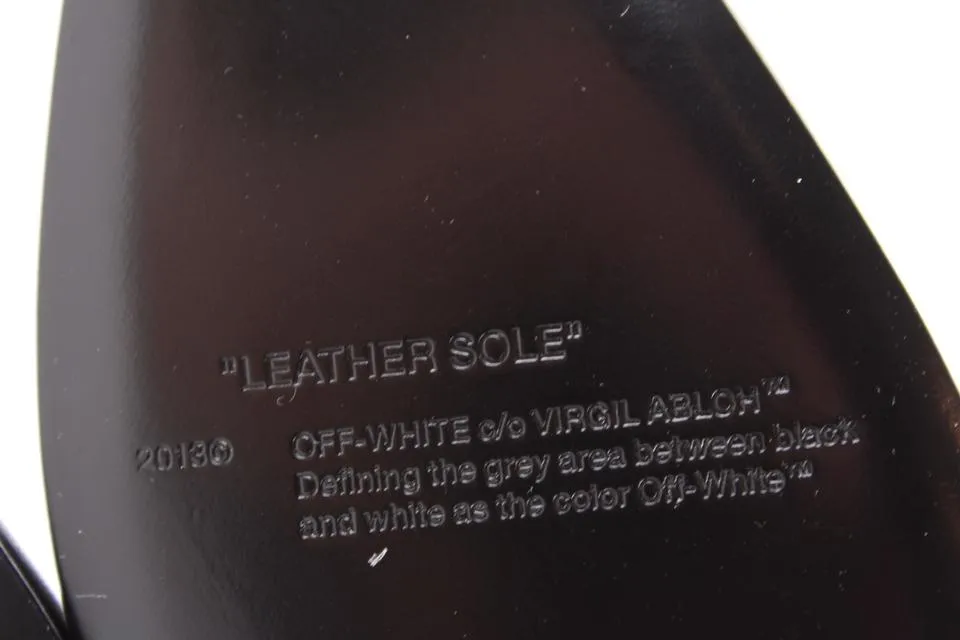 "LEATHER SOLE"
2013© OFF-WHITE c/o VIRGIL ABLOH™
Defining the grey area between black
and white as the color Off-White™